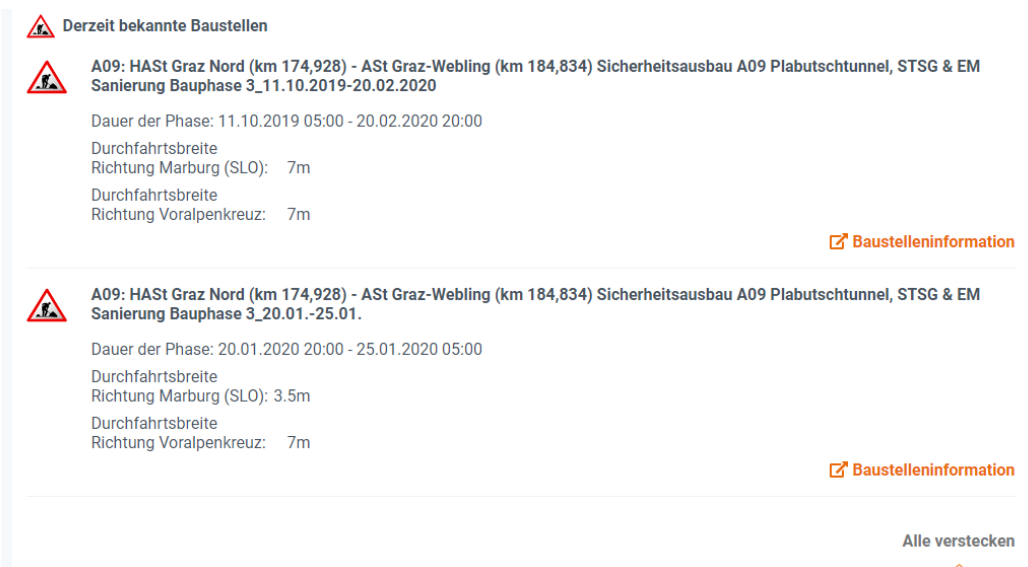 Derzeit bekannte Baustellen
A09: HASt Graz Nord (km 174,928) - ASt Graz-Webling (km 184,834) Sicherheitsausbau A09 Plabutschtunnel, STSG & EM
Sanierung Bauphase 3_11.10.2019-20.02.2020
Dauer der Phase: 11.10.2019 05:00 - 20.02.2020 20:00
Durchfahrtsbreite
Richtung Marburg (SLO): 7m
Durchfahrtsbreite
Richtung Voralpenkreuz: 7m
Baustelleninformation
A09: HASt Graz Nord (km 174,928) - ASt Graz-Webling (km 184,834) Sicherheitsausbau A09 Plabutschtunnel, STSG & EM
Sanierung Bauphase 3_20.01.-25.01.
Dauer der Phase: 20.01.2020 20:00 - 25.01.2020 05:00
Durchfahrtsbreite
Richtung Marburg (SLO): 3.5m
Durchfahrtsbreite
Richtung Voralpenkreuz: 7m
Baustelleninformation
Alle verstecken